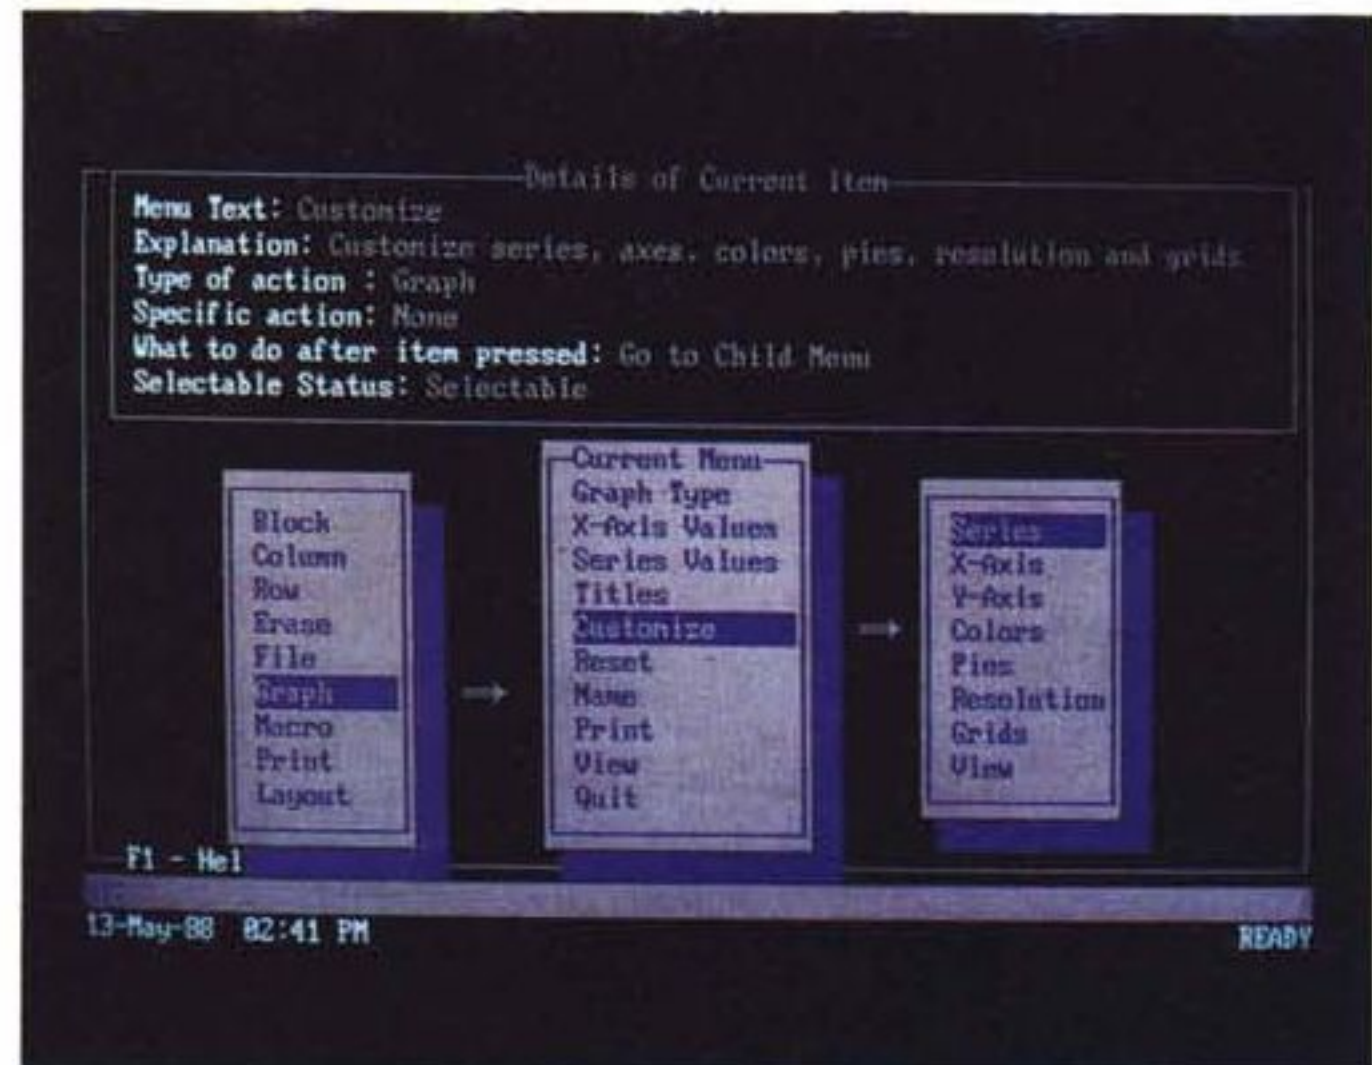 Details of Current Item
Menu Text: Customize
Explanation: Customize series, axes, colors, pies, resolution and grids
Type of action : Graph
Specific action: None
What to do after item pressed: Go to Child Menu
Selectable Status: Selectable
Block
Column
Row
Erase
File
Graph
Macro
Print
Layout
Current Menu
Graph Type
X-Axis Values
Series Values
Titles
Customize
Reset
Name
Print
View
Quit
Series
X-Axis
Y-Axis
Colors
Pies
Resolution
Grids
View
F1 - Hel
13-May-88 02:41 PM
READY